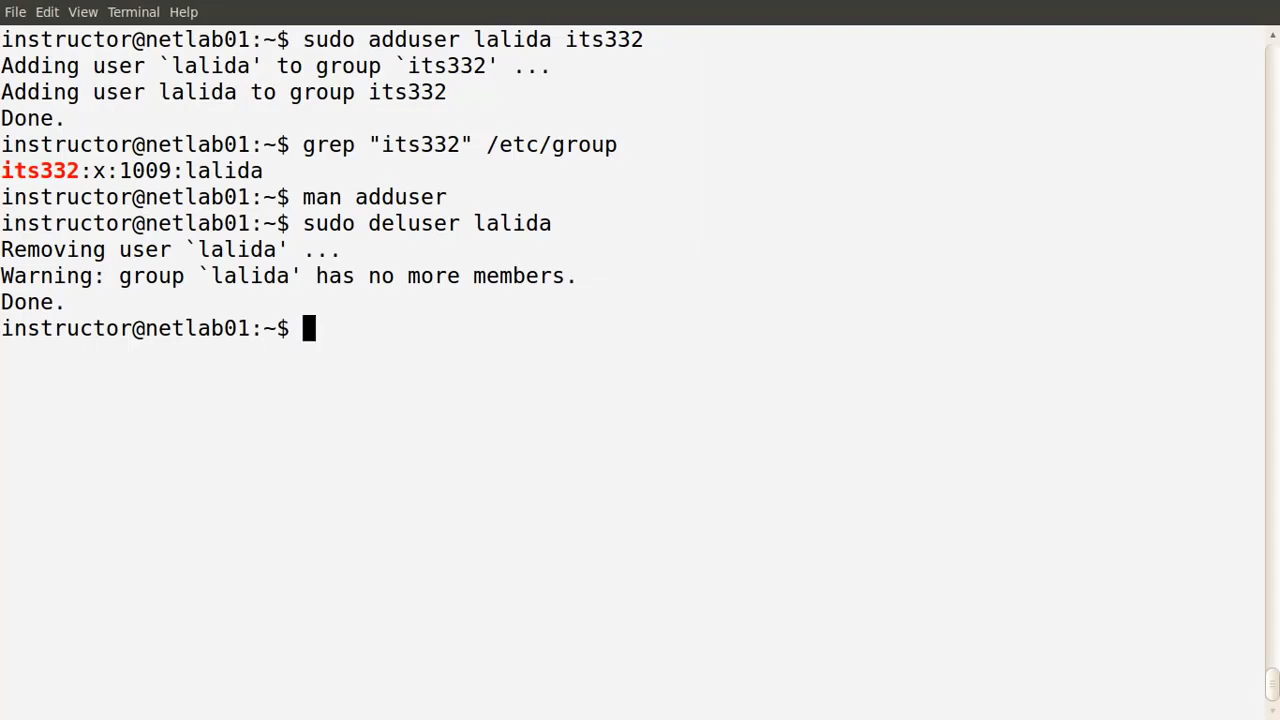 File Edit View Terminal Help
instructor@netlab01:~$ sudo adduser lalida its332
Adding user `lalida' to group `its332' ...
Adding user lalida to group its332
Done.
instructor@netlab01:~$ grep "its332" /etc/group
its332:x:1009:lalida
instructor@netlab01:~$ man adduser
instructor@netlab01:~$ sudo deluser lalida
Removing user `lalida' ...
Warning: group `lalida' has no more members.
Done.
instructor@netlab01:~$